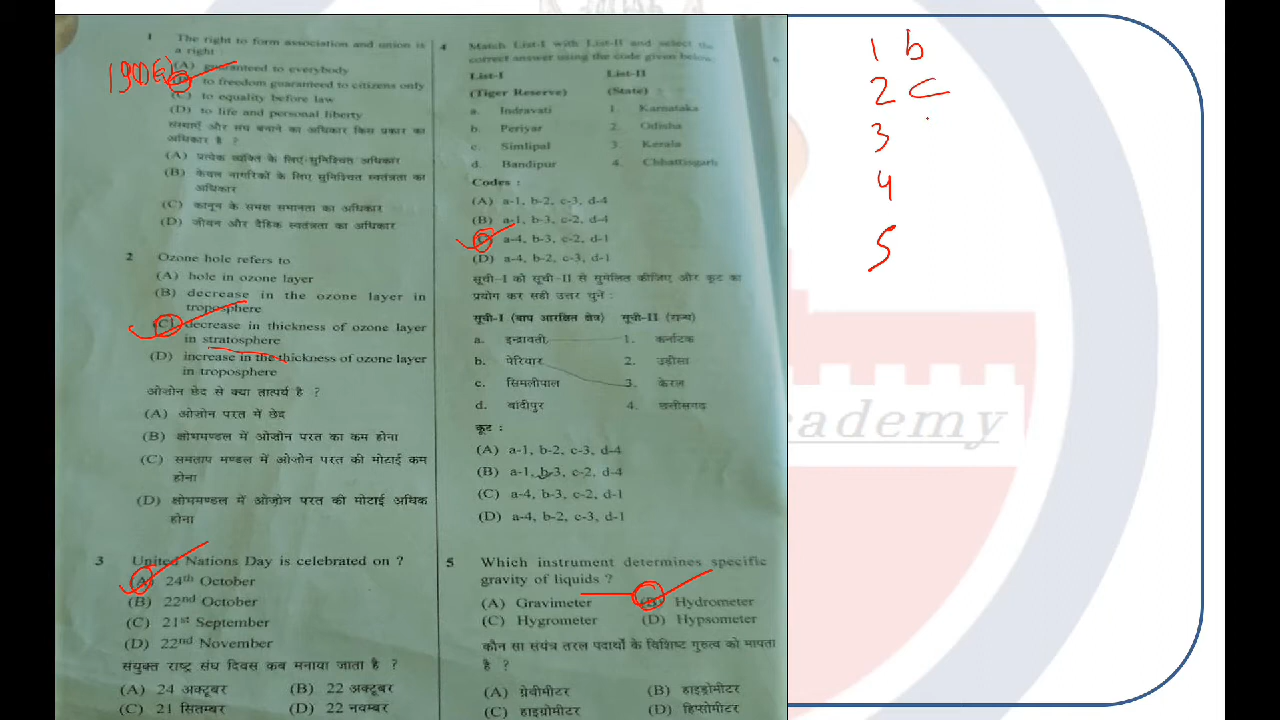 1 The right to form association and union is
a right
(A) guaranteed to everybody
19(1)(c) (B) to freedom guaranteed to citizens only
(C) to equality before law
(D) to life and personal liberty
संस्थाएँ और संघ बनाने का अधिकार किस प्रकार का
अधिकार है ?
(A) प्रत्येक व्यक्ति के लिए सुनिश्चित अधिकार
(B) केवल नागरिकों के लिए सुनिश्चित स्वतंत्रता का
अधिकार
(C) कानून के समक्ष समानता का अधिकार
(D) जीवन और दैहिक स्वतंत्रता का अधिकार
2 Ozone hole refers to
(A) hole in ozone layer
(B) decrease in the ozone layer in
troposphere
(C) decrease in thickness of ozone layer
in stratosphere
(D) increase in the thickness of ozone layer
in troposphere
ओज़ोन छेद से क्या तात्पर्य है ?
(A) ओज़ोन परत में छेद
(B) क्षोभमण्डल में ओज़ोन परत का कम होना
(C) समताप मण्डल में ओज़ोन परत की मोटाई कम
होना
(D) क्षोभमण्डल में ओज़ोन परत की मोटाई अधिक
होना
3 United Nations Day is celebrated on ?
(A) 24th October
(B) 22nd October
(C) 21st September
(D) 22nd November
संयुक्त राष्ट्र संघ दिवस कब मनाया जाता है ?
(A) 24 अक्टूबर (B) 22 अक्टूबर
(C) 21 सितम्बर (D) 22 नवम्बर
4 Match List-I with List-II and select the
correct answer using the code given below
List-I List-II
(Tiger Reserve) (State)
a. Indravati 1. Karnataka
b. Periyar 2. Odisha
c. Simlipal 3. Kerala
d. Bandipur 4. Chhattisgarh
Codes :
(A) a-1, b-2, c-3, d-4
(B) a-1, b-3, c-2, d-4
(C) a-4, b-3, c-2, d-1
(D) a-4, b-2, c-3, d-1
सूची-I को सूची-II से सुमेलित कीजिए और कूट का
प्रयोग कर सही उत्तर चुनें :
सूची-I (बाघ आरक्षित क्षेत्र) सूची-II (राज्य)
a. इन्द्रावती 1. कर्नाटक
b. पेरियार 2. उड़ीसा
c. सिमलीपाल 3. केरल
d. बांदीपुर 4. छत्तीसगढ़
कूट :
(A) a-1, b-2, c-3, d-4
(B) a-1, b-3, c-2, d-4
(C) a-4, b-3, c-2, d-1
(D) a-4, b-2, c-3, d-1
5 Which instrument determines specific
gravity of liquids ?
(A) Gravimeter (B) Hydrometer
(C) Hygrometer (D) Hypsometer
कौन सा संयंत्र तरल पदार्थों के विशिष्ट गुरुत्व को मापता
है ?
(A) ग्रेवीमीटर (B) हाइड्रोमीटर
(C) हाइग्रोमीटर (D) हिप्सोमीटर
6
1 b
2 C
3
4
5
ademy